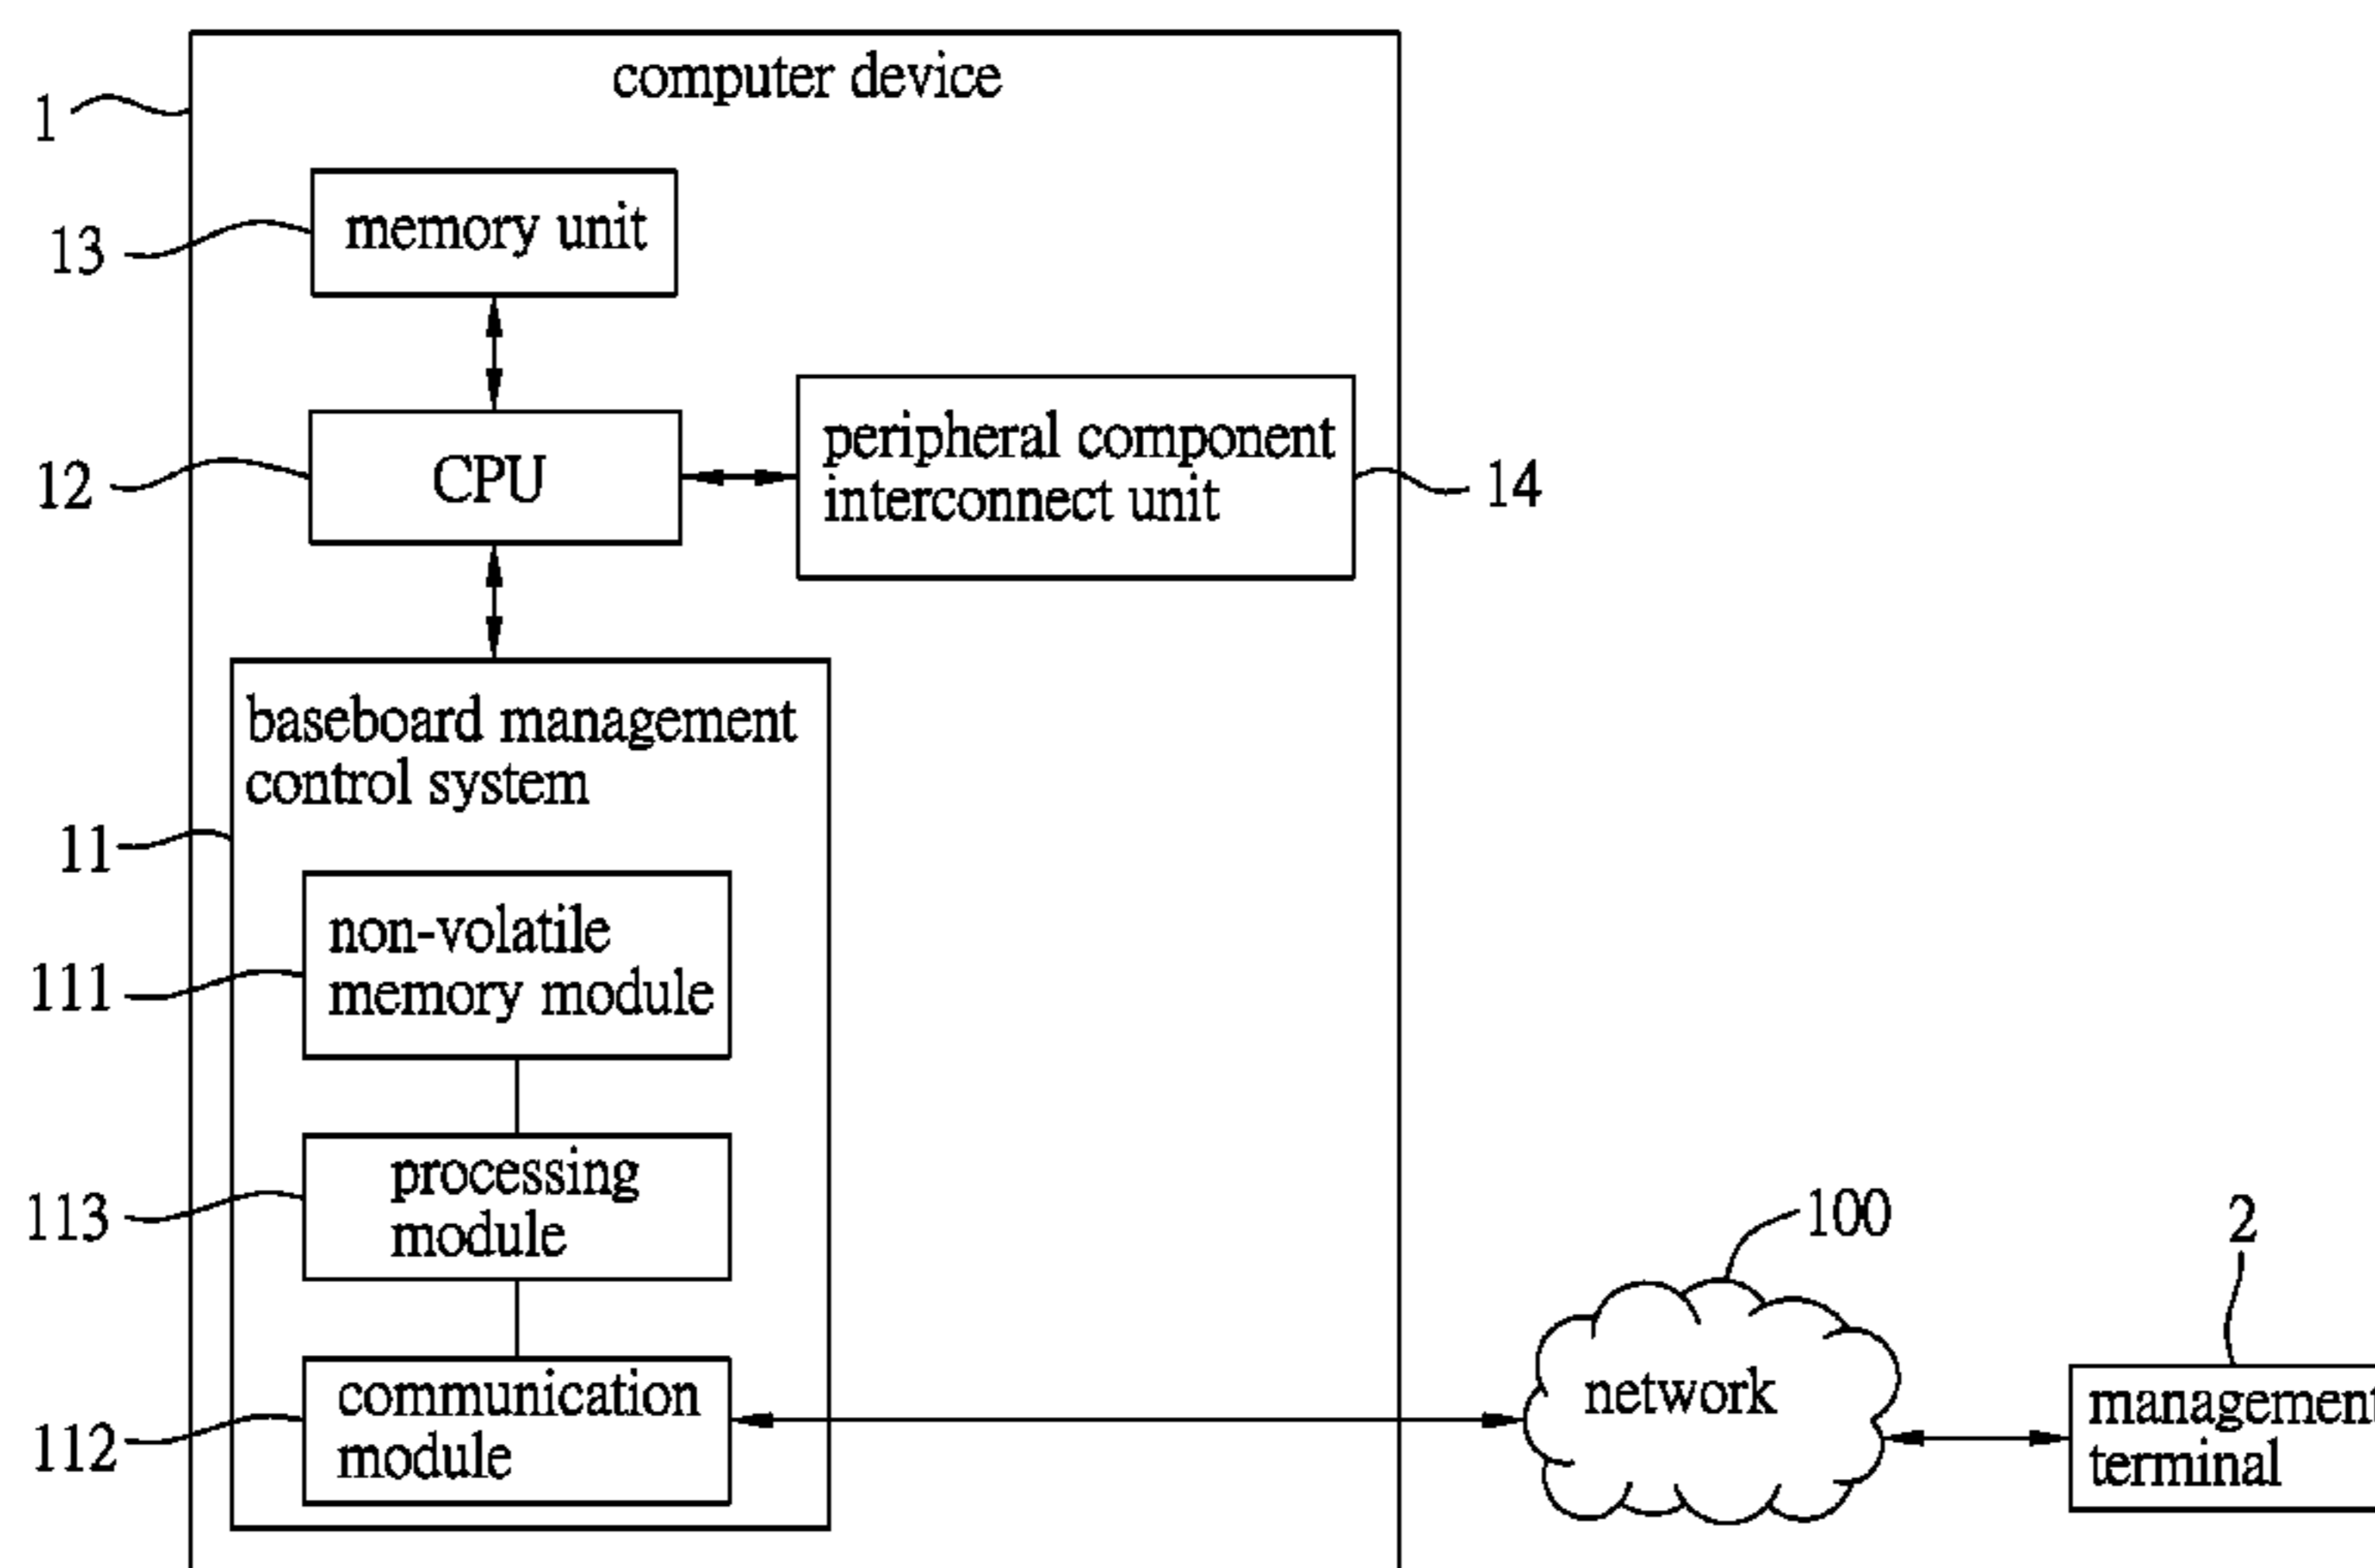 computer device
1
memory unit
13
CPU
12
peripheral component
interconnect unit
14
baseboard management
control system
11
non-volatile
memory module
111
processing
module
113
communication
module
112
100
network
2
management
terminal